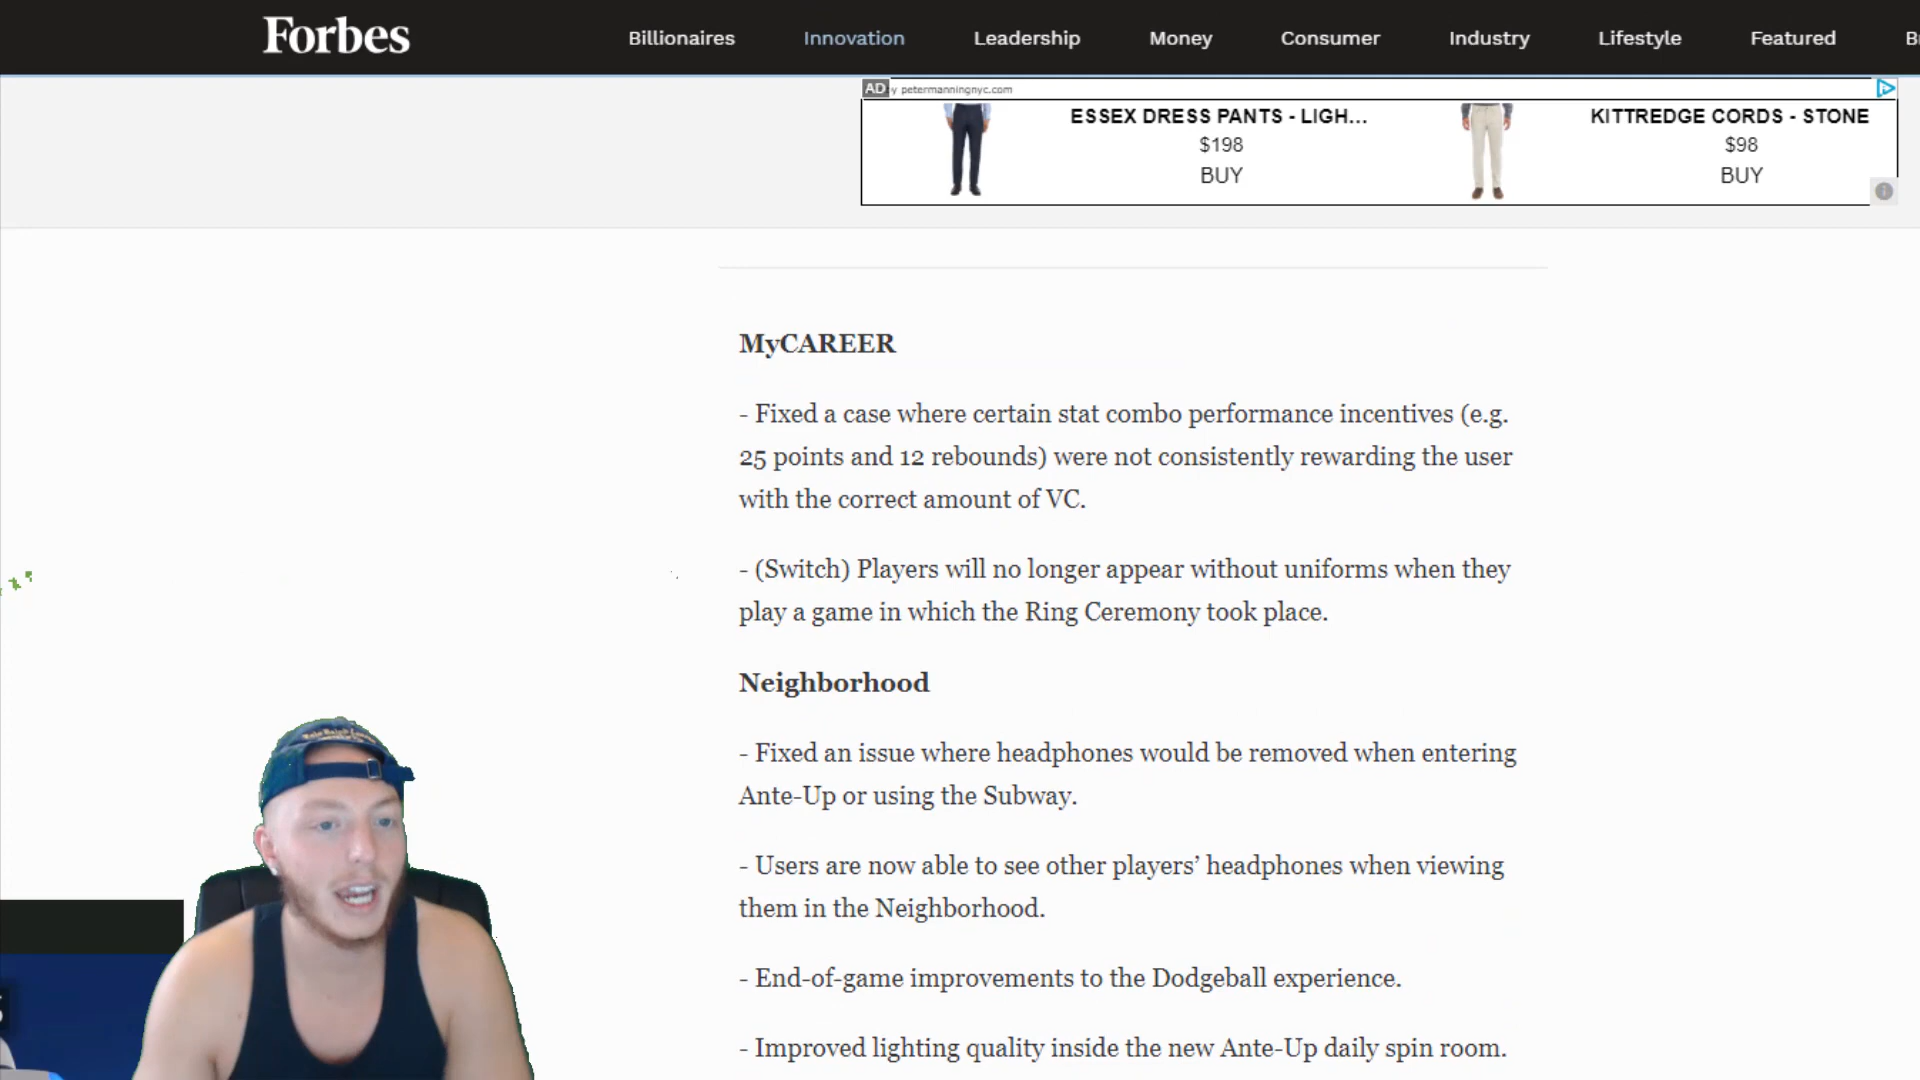 Forbes
Billionaires Innovation Leadership Money Consumer Industry Lifestyle Featured B
AD y petermanningnyc.com
ESSEX DRESS PANTS - LIGH...
$198
BUY
KITTREDGE CORDS - STONE
$98
BUY
MyCAREER
- Fixed a case where certain stat combo performance incentives (e.g.
25 points and 12 rebounds) were not consistently rewarding the user
with the correct amount of VC.
- (Switch) Players will no longer appear without uniforms when they
play a game in which the Ring Ceremony took place.
Neighborhood
- Fixed an issue where headphones would be removed when entering
Ante-Up or using the Subway.
- Users are now able to see other players’ headphones when viewing
them in the Neighborhood.
- End-of-game improvements to the Dodgeball experience.
- Improved lighting quality inside the new Ante-Up daily spin room.